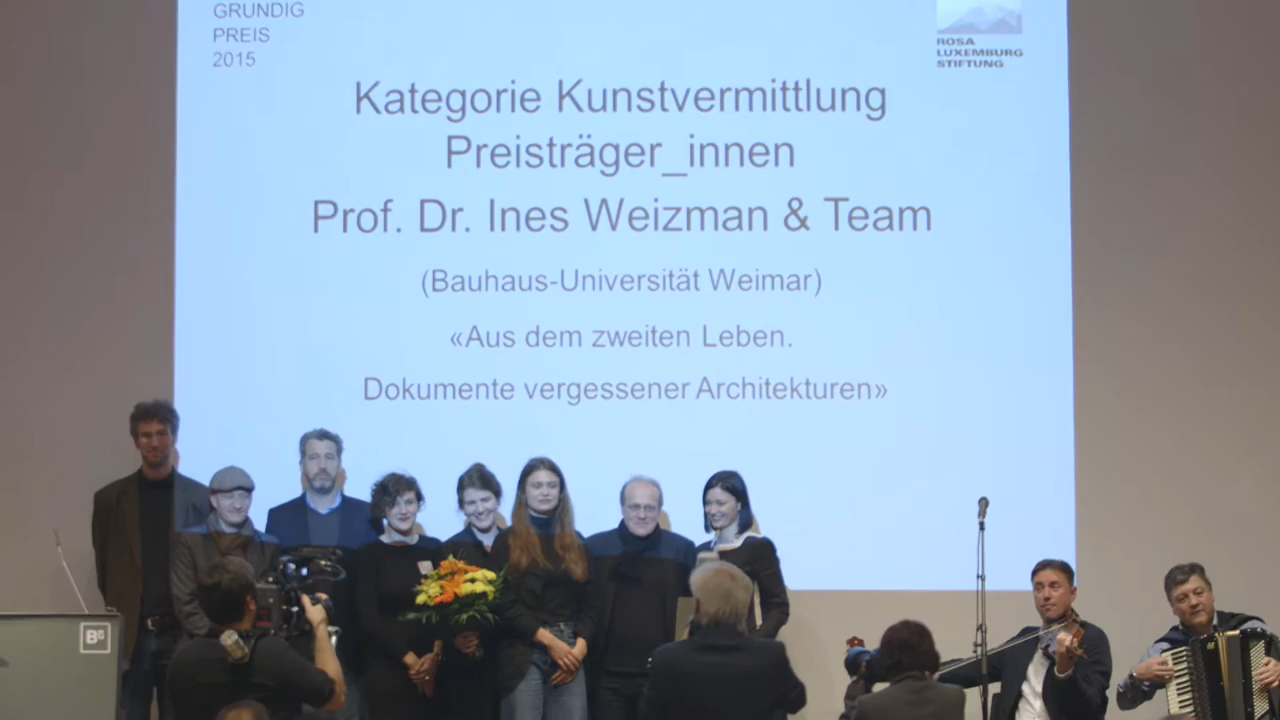 GRUNDIG
PREIS
2015
ROSA
LUXEMBURG
STIFTUNG
Kategorie Kunstvermittlung
Preisträger_innen
Prof. Dr. Ines Weizman & Team
(Bauhaus-Universität Weimar)
«Aus dem zweiten Leben.
Dokumente vergessener Architekturen»